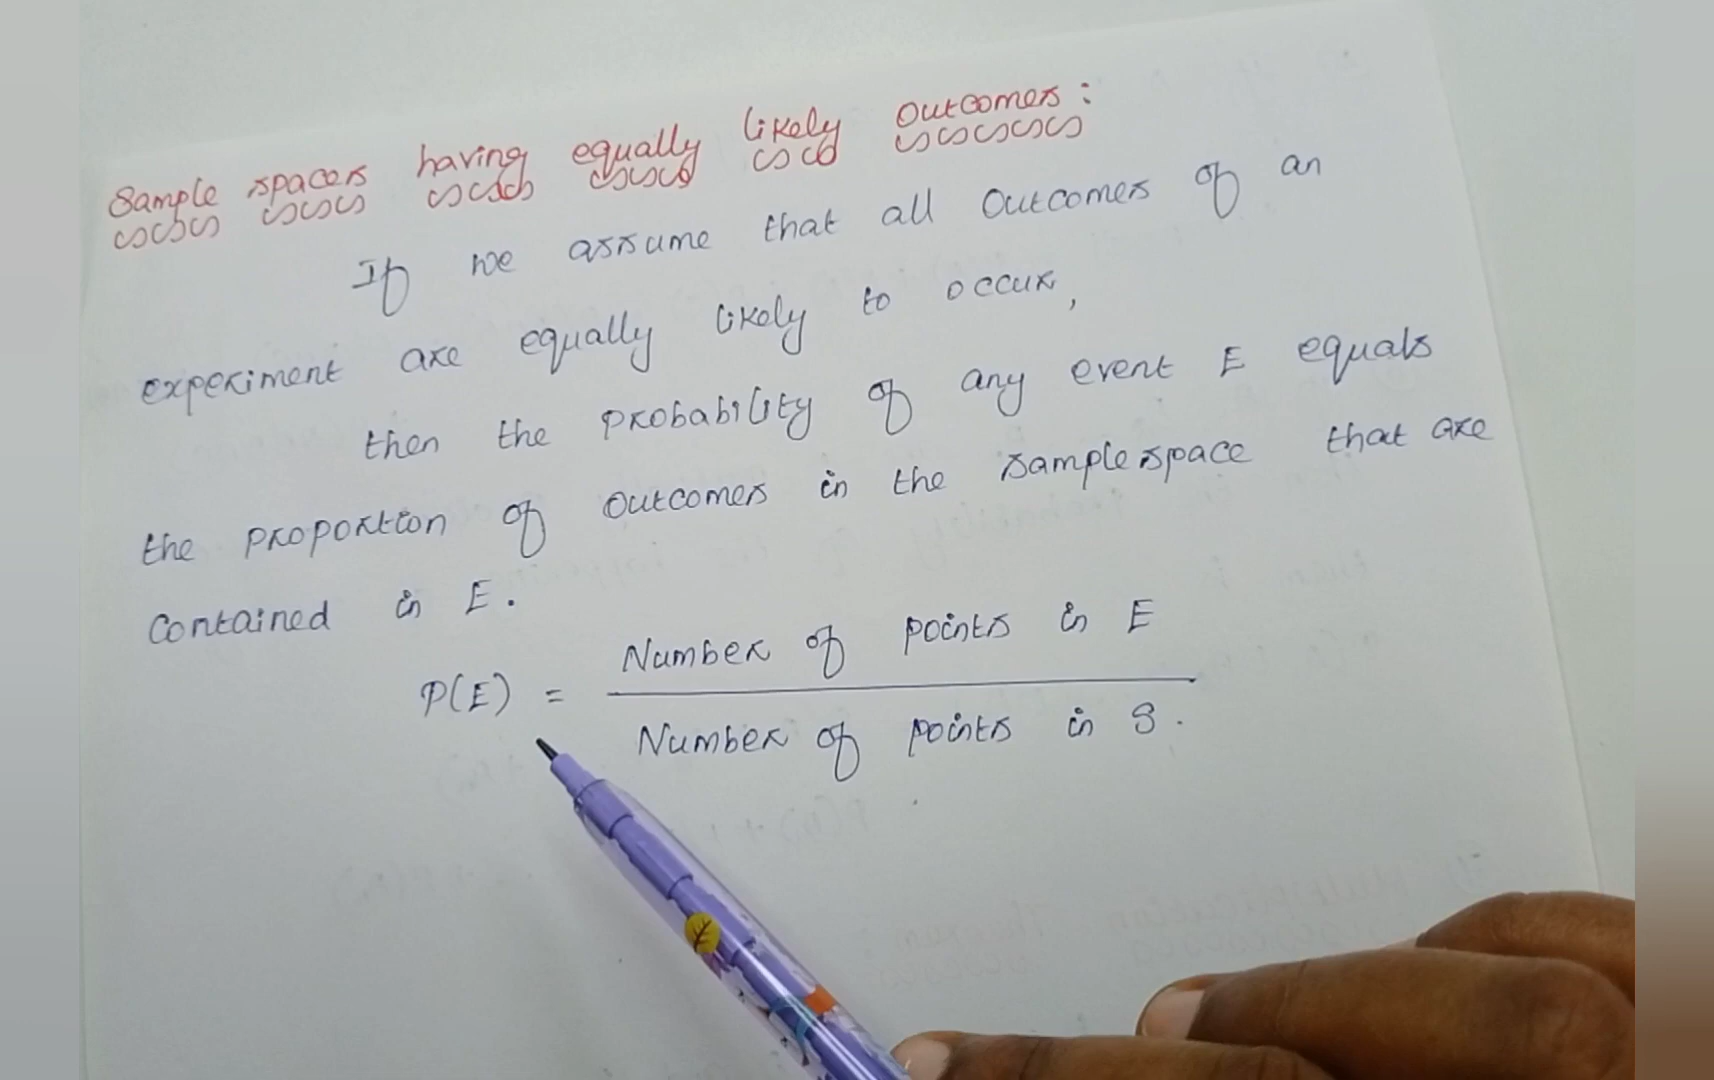 Sample spaces having equally likely outcomes:
If we assume that all outcomes of an
experiment are equally likely to occur,
then the probability of any event E equals
the proportion of outcomes in the sample space that are
contained in E.
P(E) = Number of points in E
Number of points in S.